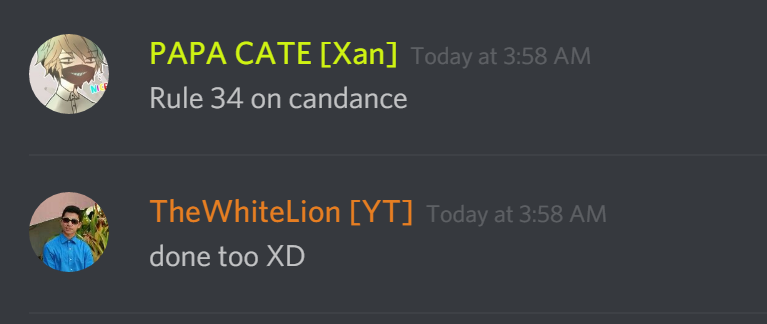 PAPA CATE [Xan] Today at 3:58 AM
Rule 34 on candance
TheWhiteLion [YT] Today at 3:58 AM
done too XD